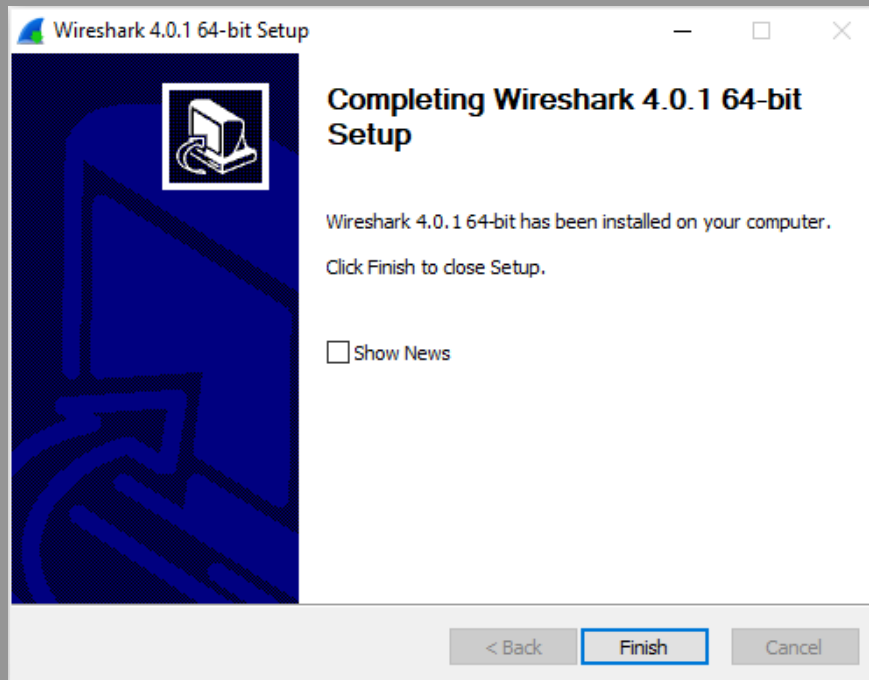 Wireshark 4.0.1 64-bit Setup
Completing Wireshark 4.0.1 64-bit
Setup
Wireshark 4.0.1 64-bit has been installed on your computer.
Click Finish to close Setup.
Show News
< Back
Finish
Cancel